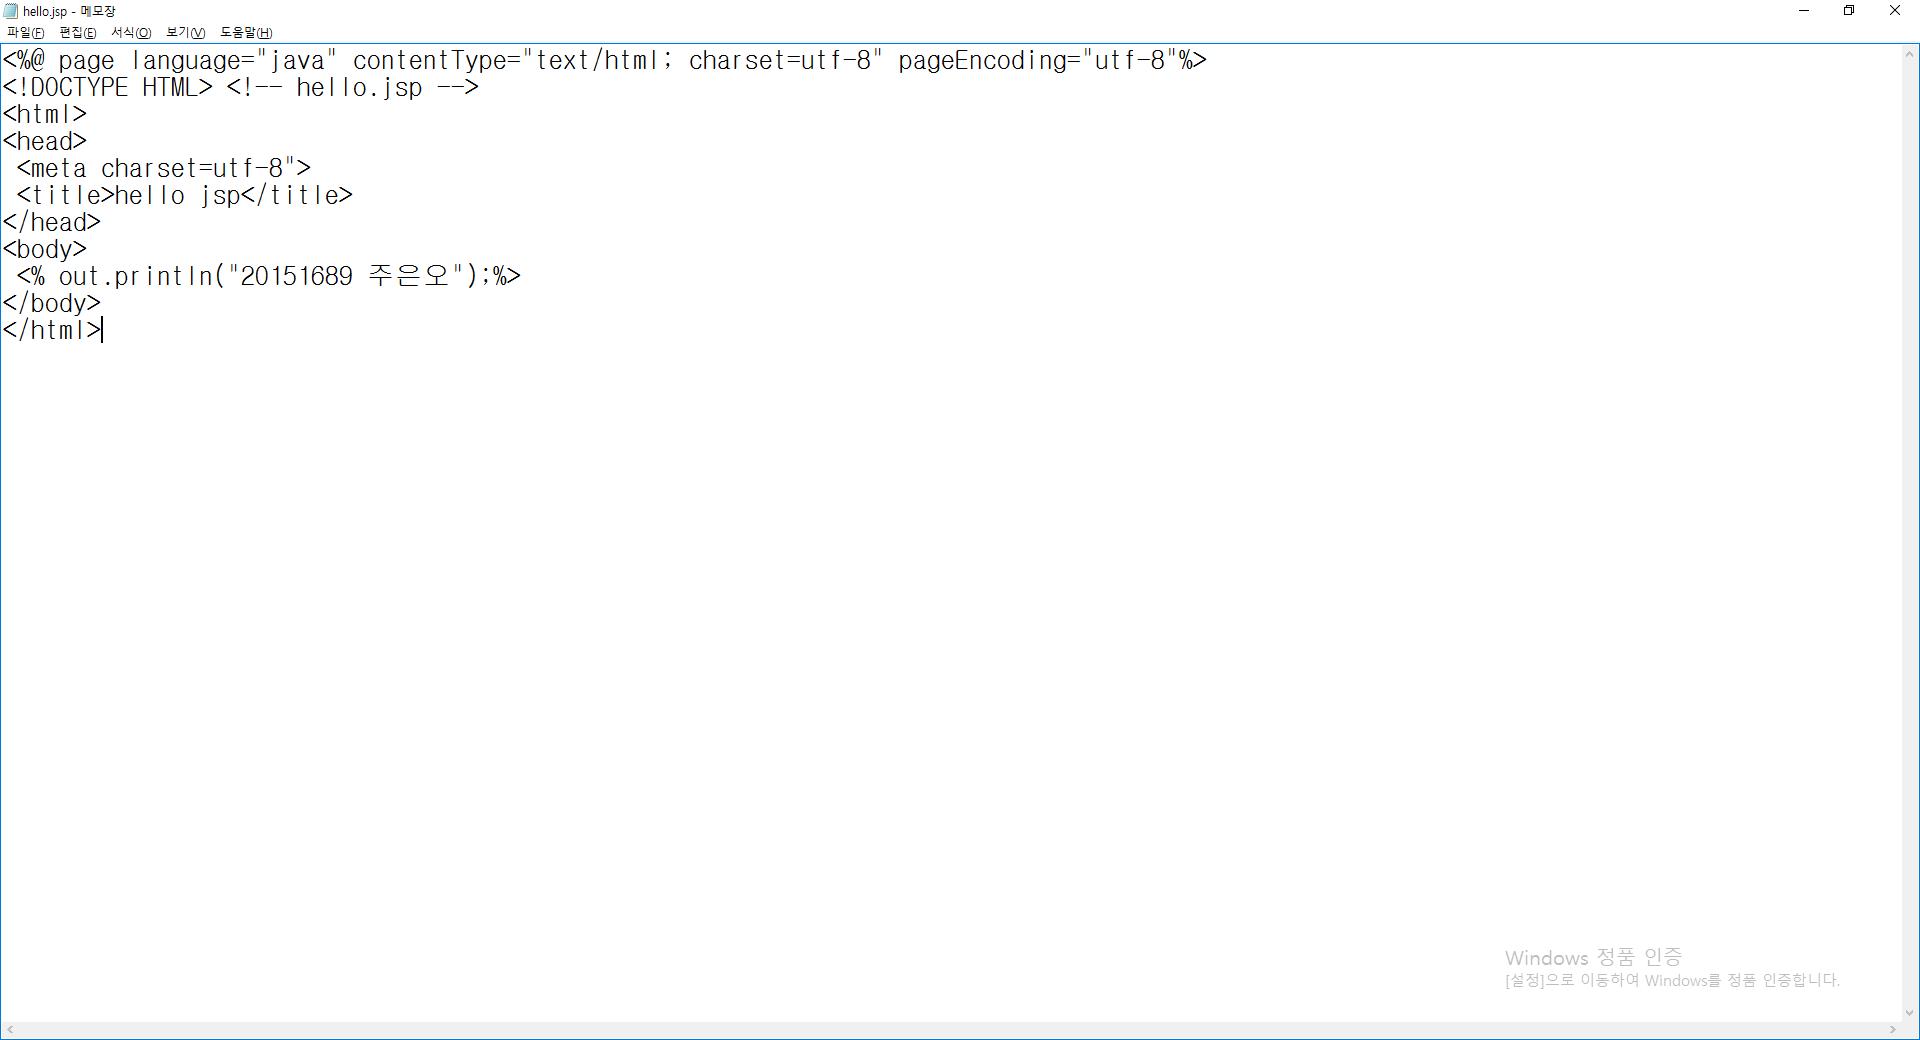 hello.jsp - 메모장
파일(F) 편집(E) 서식(O) 보기(V) 도움말(H)
<%@ page language="java" contentType="text/html; charset=utf-8" pageEncoding="utf-8"%>
<!DOCTYPE HTML> <!-- hello.jsp -->
<html>
<head>
 <meta charset=utf-8">
 <title>hello jsp</title>
</head>
<body>
 <% out.println("20151689 주은오");%>
</body>
</html>
Windows 정품 인증
[설정]으로 이동하여 Windows를 정품 인증합니다.